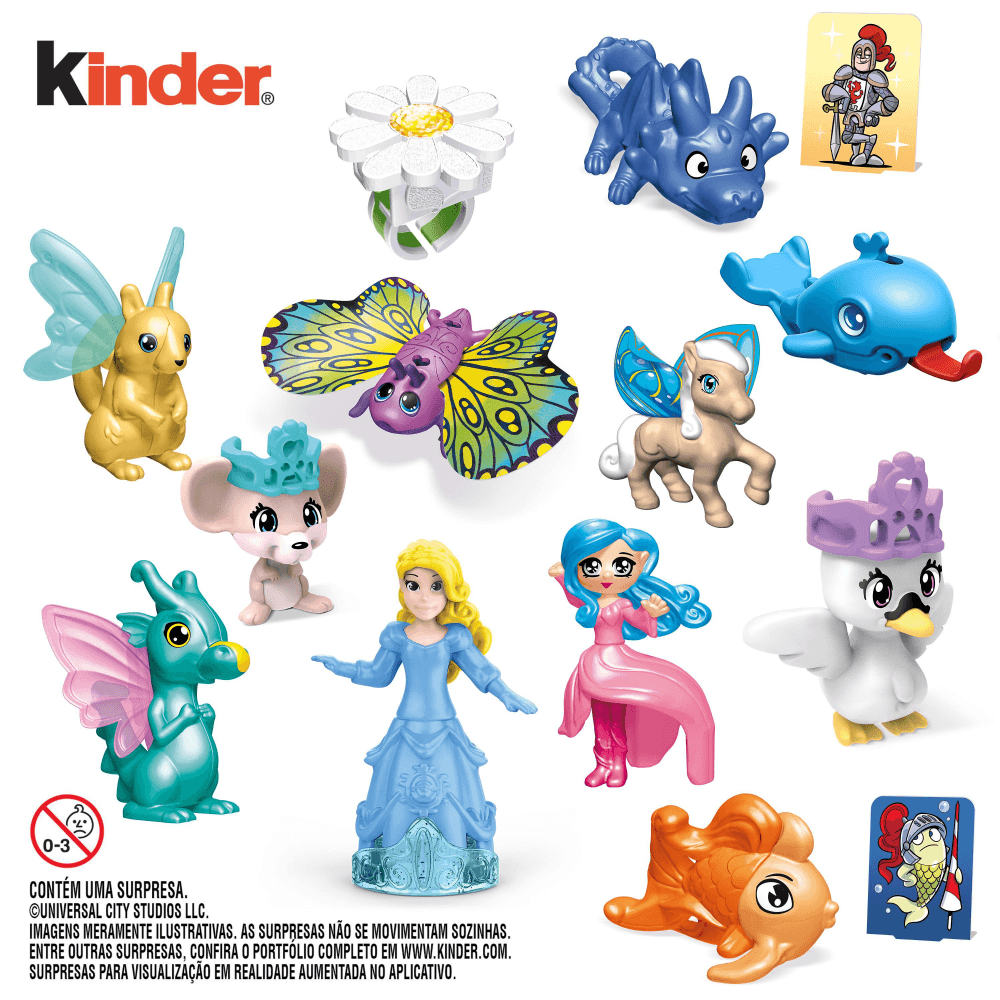 Kinder®
0-3
CONTÉM UMA SURPRESA.
©UNIVERSAL CITY STUDIOS LLC.
IMAGENS MERAMENTE ILUSTRATIVAS. AS SURPRESAS NÃO SE MOVIMENTAM SOZINHAS.
ENTRE OUTRAS SURPRESAS, CONFIRA O PORTFÓLIO COMPLETO EM WWW.KINDER.COM.
SURPRESAS PARA VISUALIZAÇÃO EM REALIDADE AUMENTADA NO APLICATIVO.